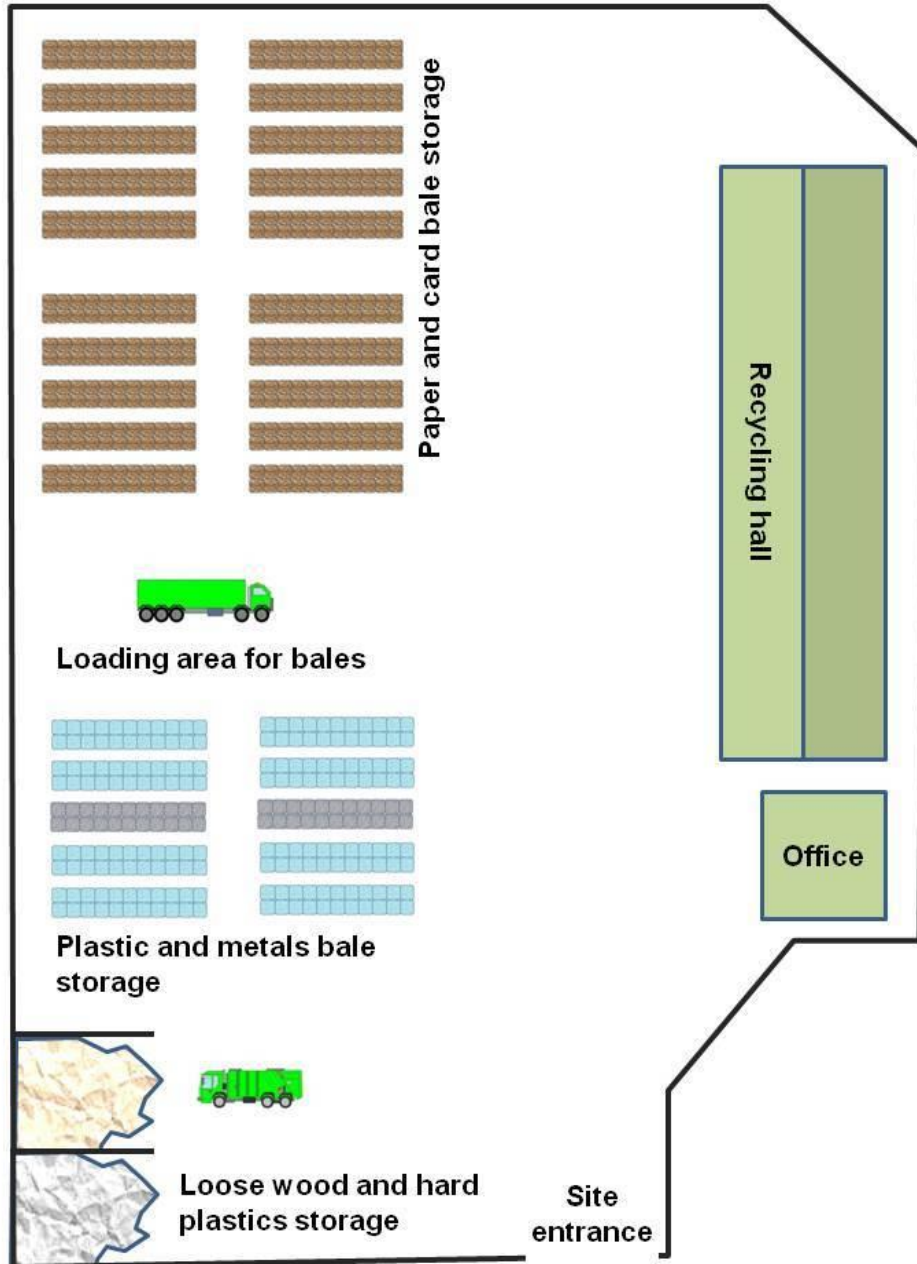 Paper and card bale storage
Recycling hall
Loading area for bales
Office
Plastic and metals bale
storage
Loose wood and hard
plastics storage
Site
entrance